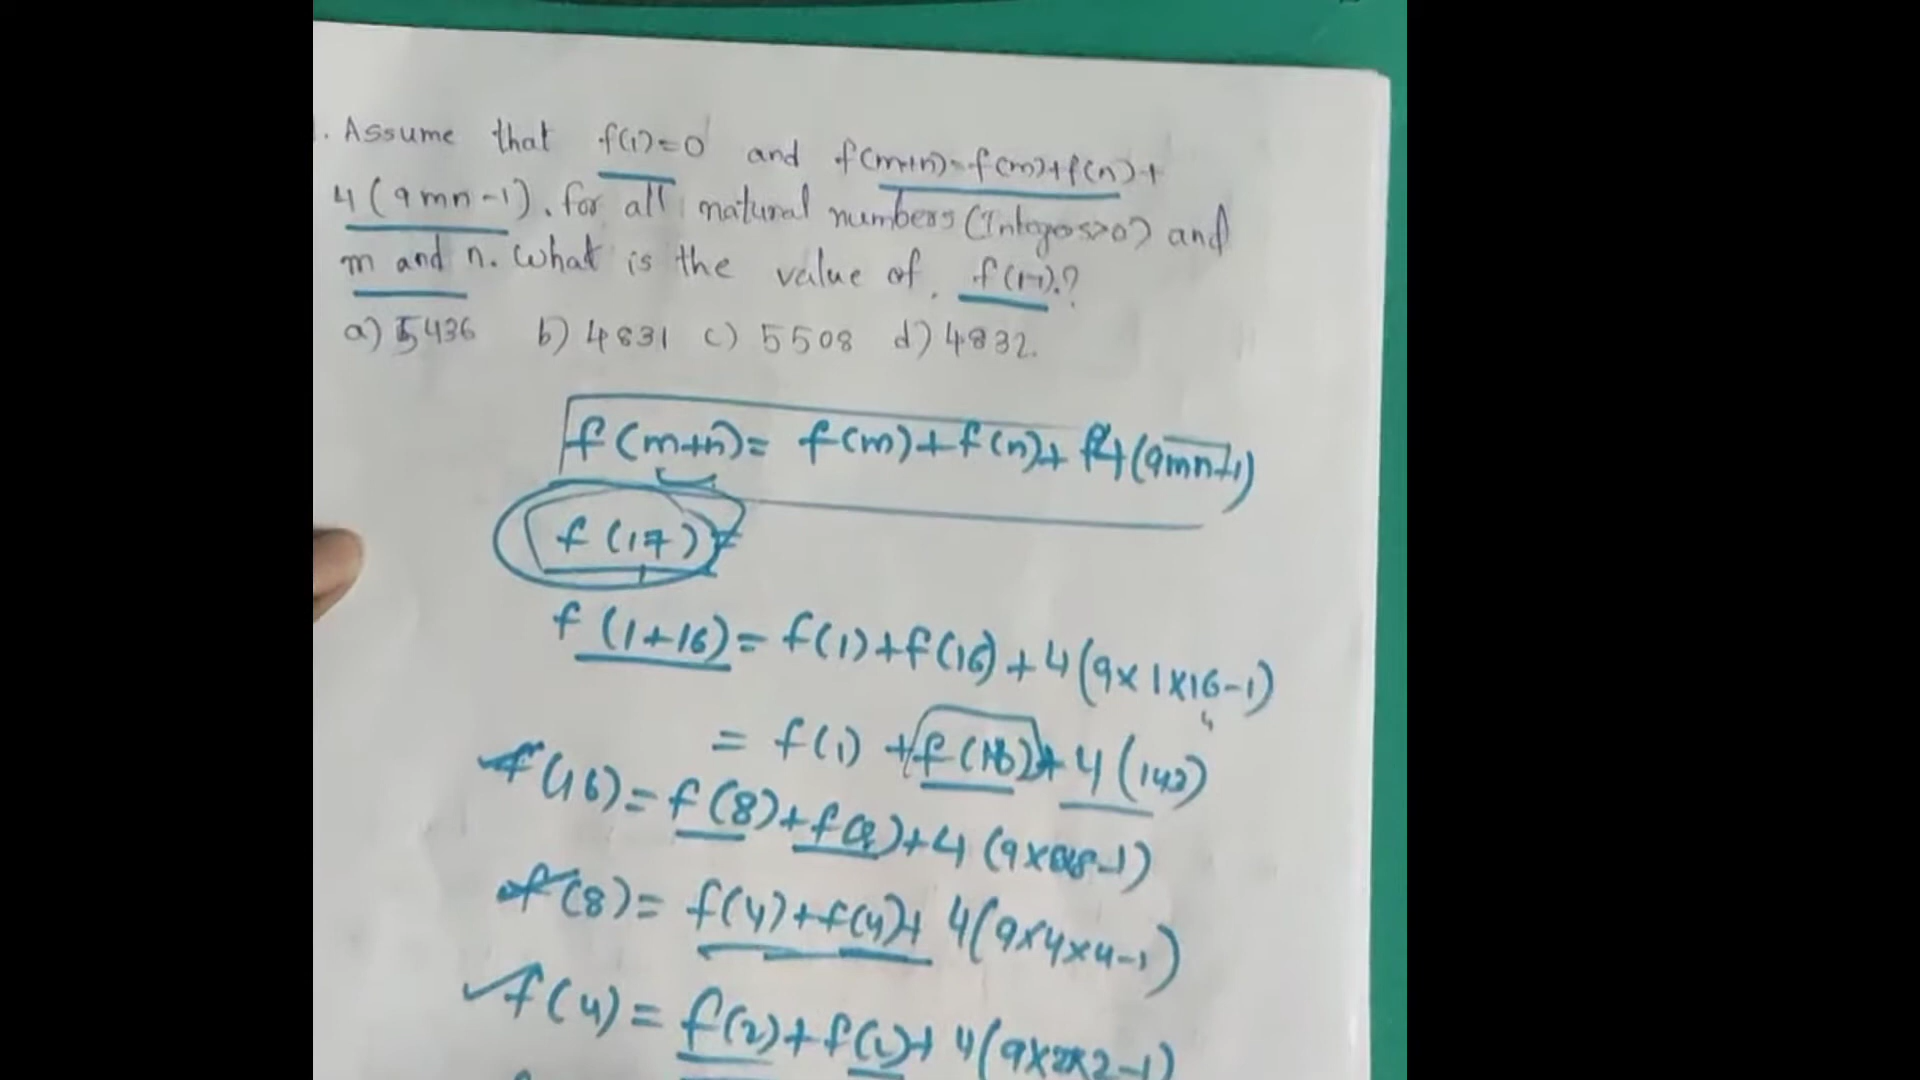 . Assume that f(1)=0 and f(m+n)=f(m)+f(n)+
4(9mn-1). for all natural numbers (Integers>0) and
m and n. What is the value of f(17).?
a) 5436 b) 4831 c) 5508 d) 4832.
f(m+n)= f(m)+f(n)+ 4(9mn-1)
f(17)=
f(1+16)= f(1)+f(16)+4(9×1×16-1)
= f(1)+f(16)+4(143)
f(16)= f(8)+f(8)+4(9×8×8-1)
f(8)= f(4)+f(4)+ 4(9×4×4-1)
f(4)= f(2)+f(2)+ 4(9×2×2-1)